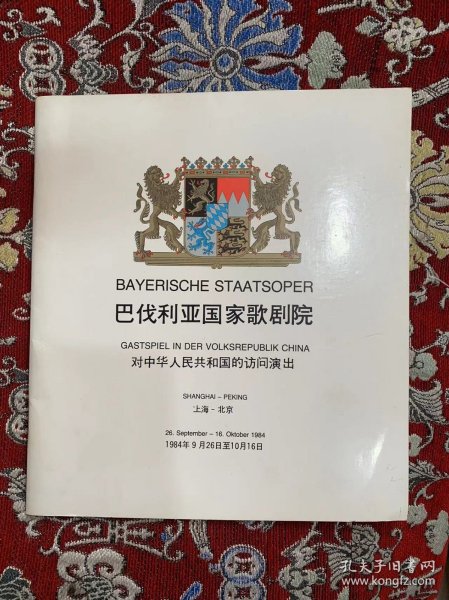 BAYERISCHE STAATSOPER
巴伐利亚国家歌剧院
GASTSPIEL IN DER VOLKSREPUBLIK CHINA
对中华人民共和国的访问演出
SHANGHAI – PEKING
上海 – 北京
26. September – 16. Oktober 1984
1984年9月26日至10月16日
孔夫子旧书网
www.kongfz.com